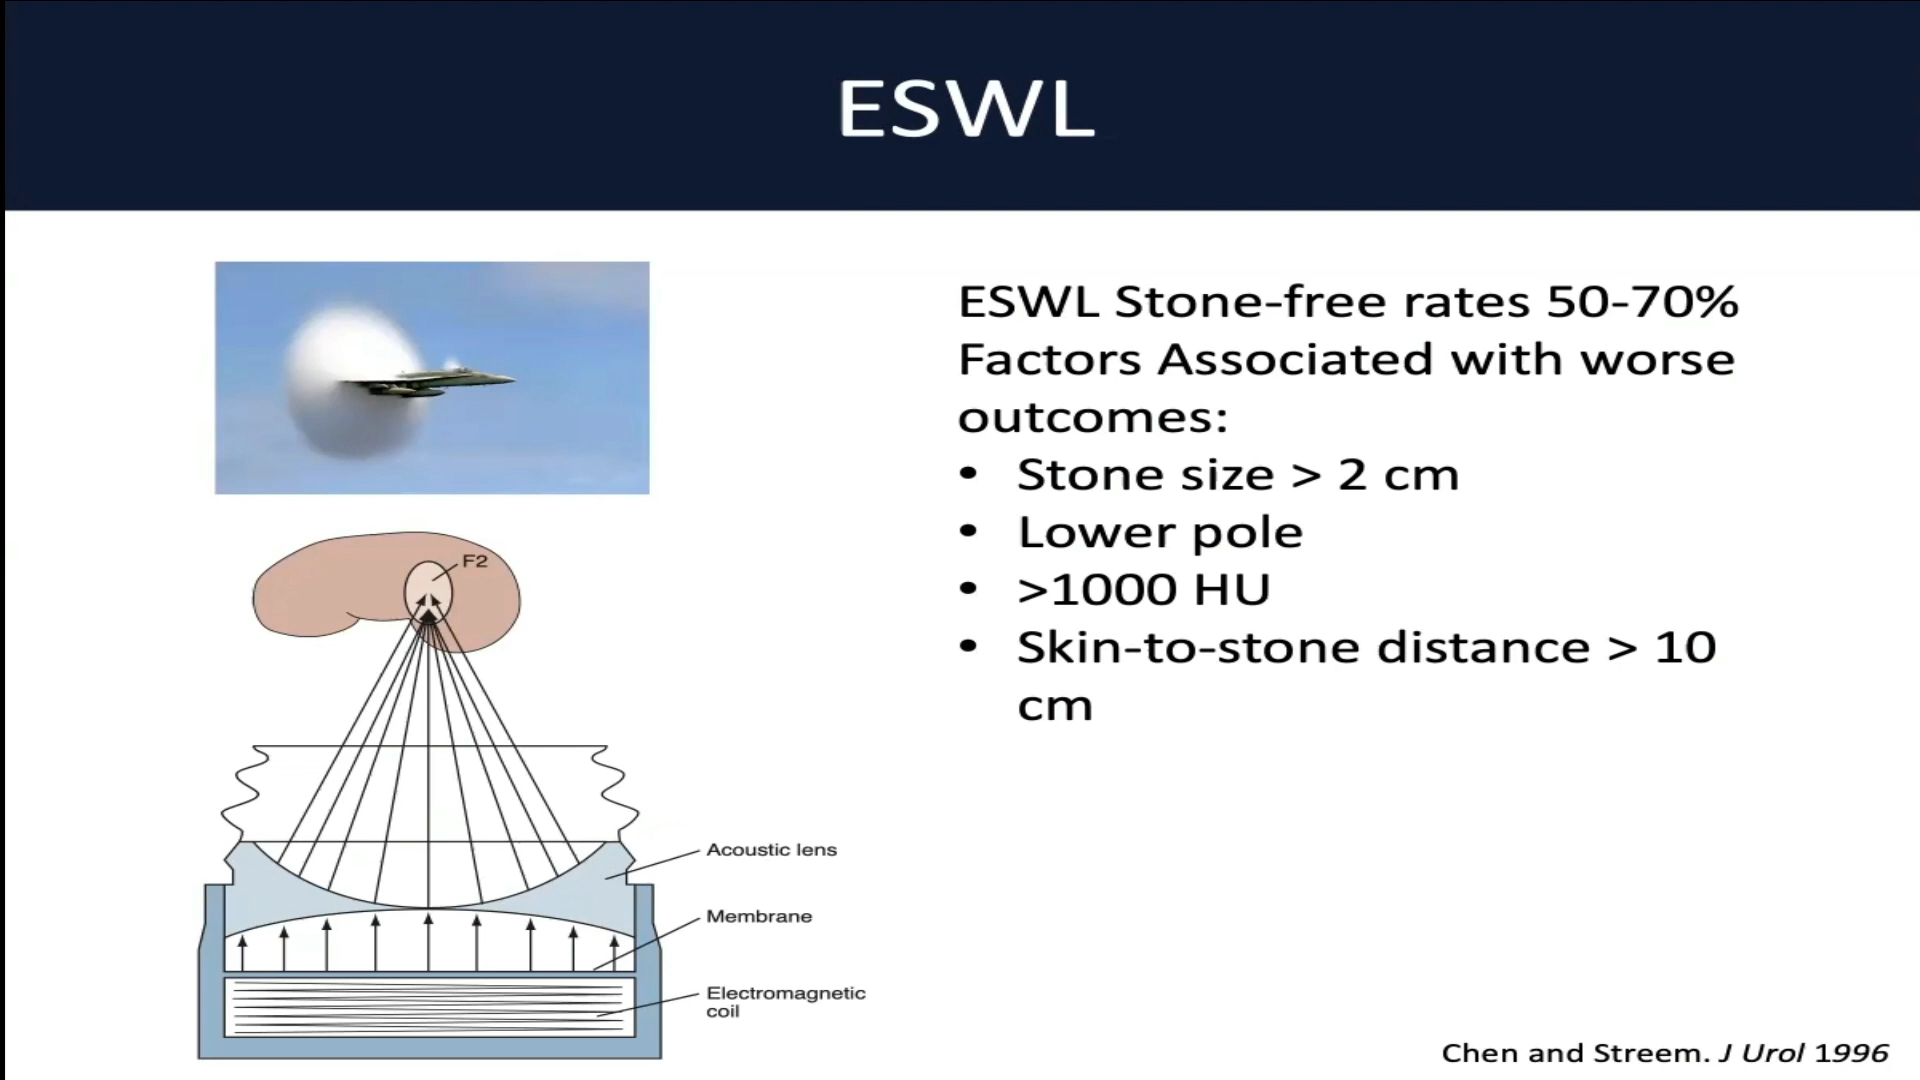 ESWL
ESWL Stone-free rates 50-70%
Factors Associated with worse
outcomes:
• Stone size > 2 cm
• Lower pole
• >1000 HU
• Skin-to-stone distance > 10
cm
F2
Acoustic lens
Membrane
Electromagnetic
coil
Chen and Streem. J Urol 1996